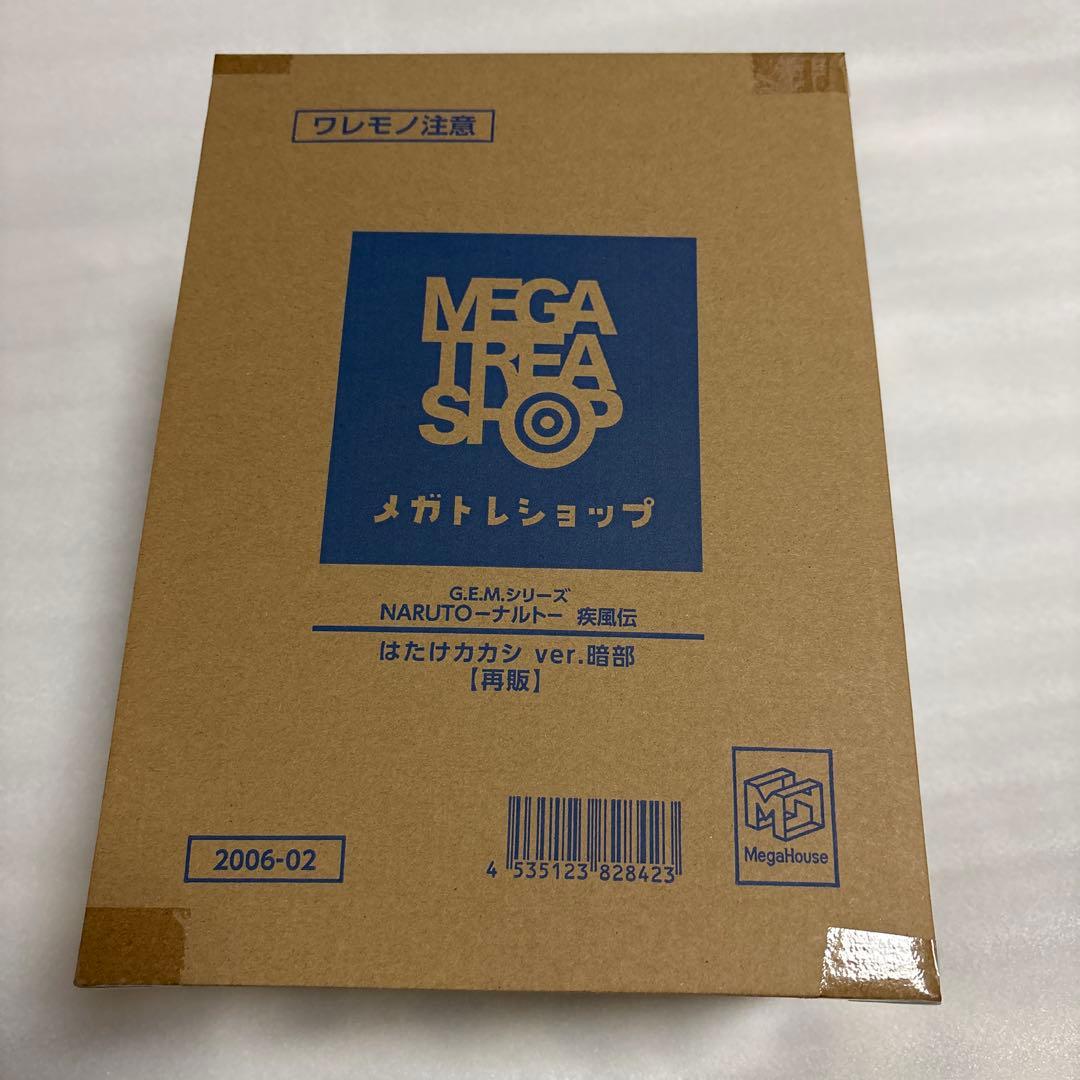 ワレモノ注意
MEGA
TREA
SHOP
メガトレショップ
G.E.M.シリーズ
NARUTOーナルトー 疾風伝
はたけカカシ ver.暗部
【再販】
2006-02
4 535123 828423
MH
MegaHouse